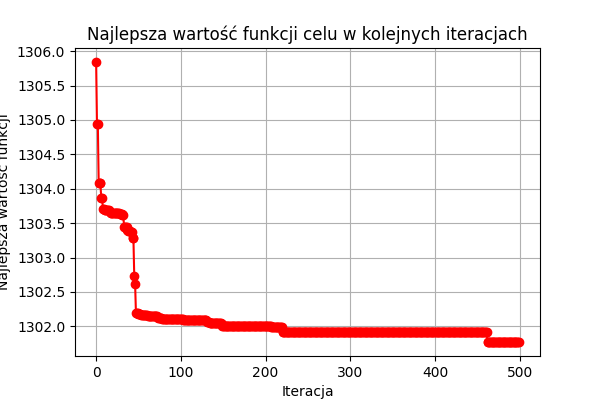 Najlepsza wartość funkcji celu w kolejnych iteracjach
Najlepsza wartość funkcji
1306.0
1305.5
1305.0
1304.5
1304.0
1303.5
1303.0
1302.5
1302.0
0 100 200 300 400 500
Iteracja